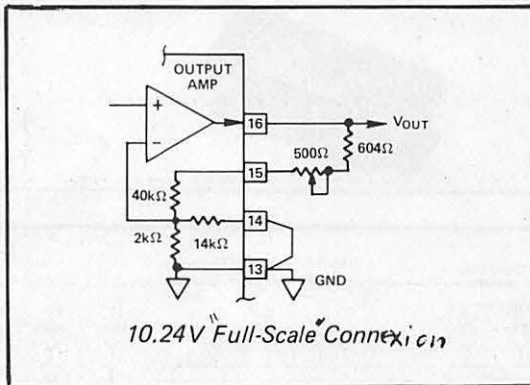 OUTPUT
AMP
+
−
16
VOUT
604Ω
500Ω
15
40kΩ
14
14kΩ
2kΩ
13
GND
10.24V "Full-Scale" Connexion